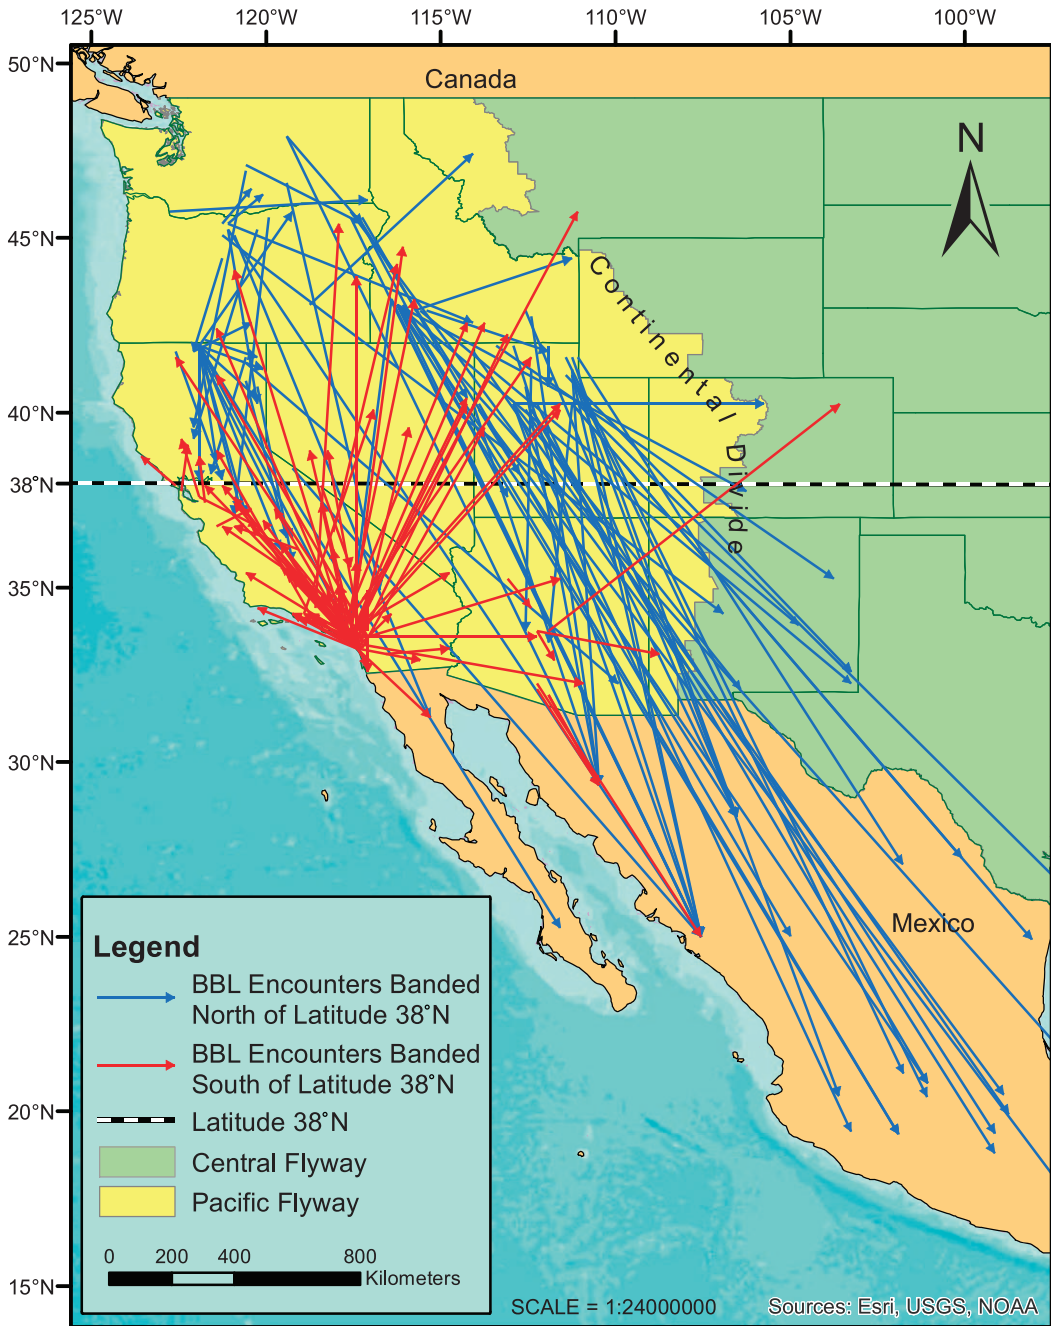 125°W 120°W 115°W 110°W 105°W 100°W
50°N
45°N
40°N
38°N
35°N
30°N
25°N
20°N
15°N
Canada
N
Continental Divide
Mexico
Legend
BBL Encounters Banded
North of Latitude 38°N
BBL Encounters Banded
South of Latitude 38°N
Latitude 38°N
Central Flyway
Pacific Flyway
0 200 400 800
Kilometers
SCALE = 1:24000000
Sources: Esri, USGS, NOAA